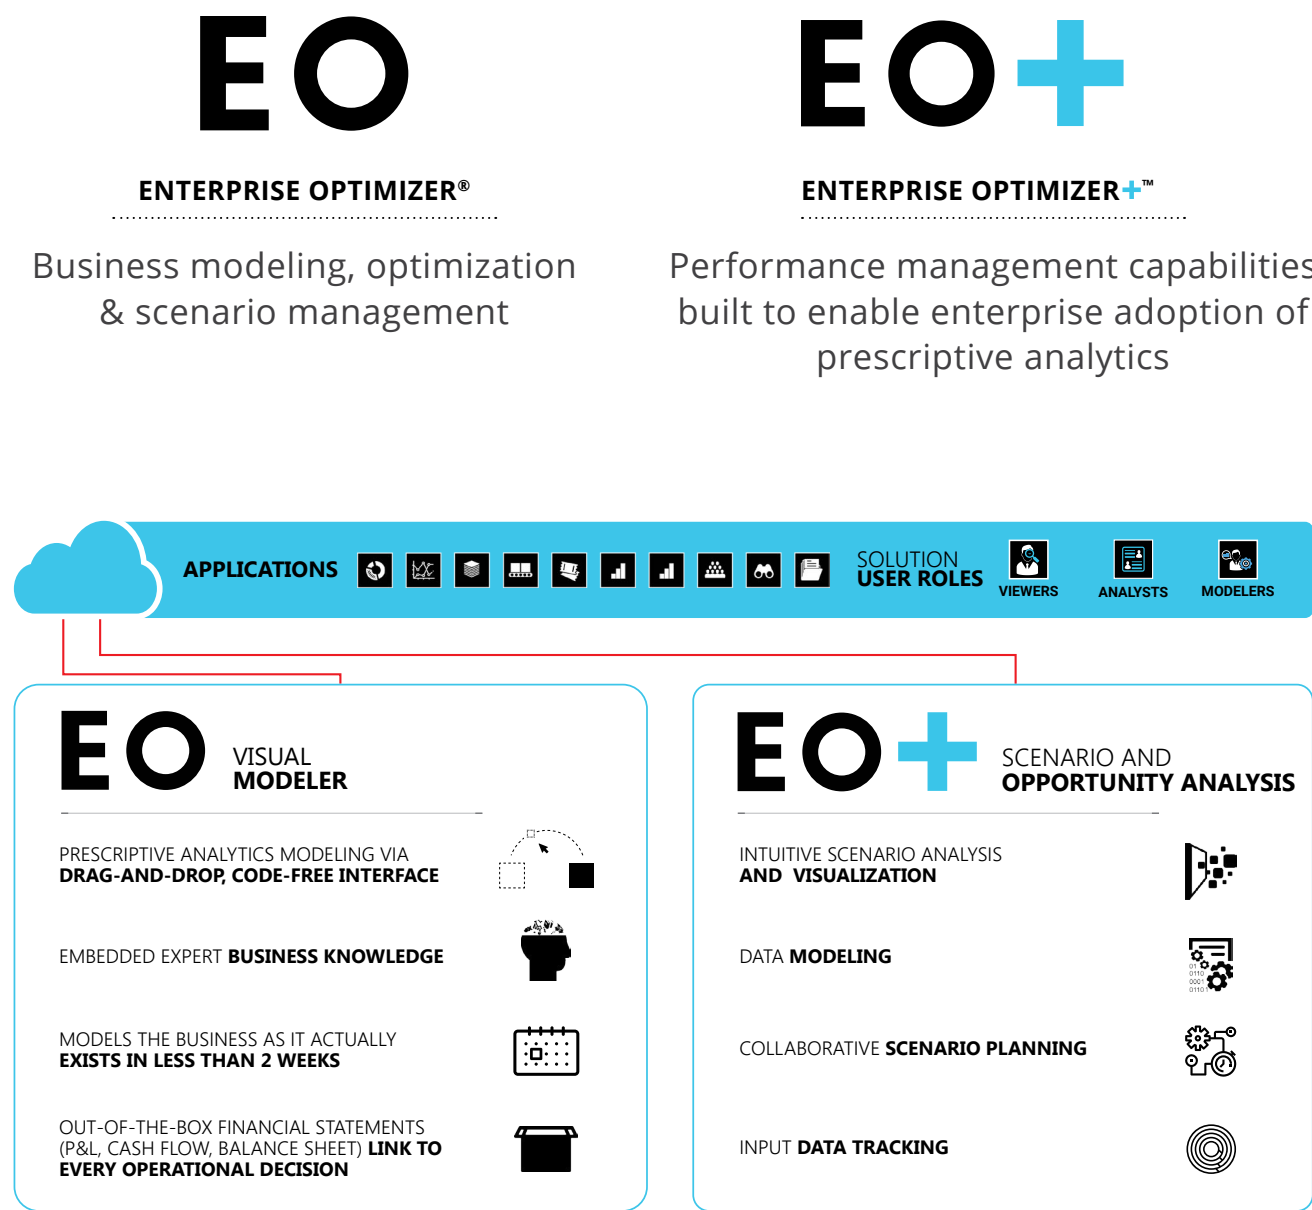 EO
ENTERPRISE OPTIMIZER®
Business modeling, optimization
& scenario management
EO+
ENTERPRISE OPTIMIZER+™
Performance management capabilities
built to enable enterprise adoption of
prescriptive analytics
APPLICATIONS
SOLUTION
USER ROLES
VIEWERS
ANALYSTS
MODELERS
EO
VISUAL
MODELER
PRESCRIPTIVE ANALYTICS MODELING VIA
DRAG-AND-DROP, CODE-FREE INTERFACE
EMBEDDED EXPERT BUSINESS KNOWLEDGE
MODELS THE BUSINESS AS IT ACTUALLY
EXISTS IN LESS THAN 2 WEEKS
OUT-OF-THE-BOX FINANCIAL STATEMENTS
(P&L, CASH FLOW, BALANCE SHEET) LINK TO
EVERY OPERATIONAL DECISION
EO+
SCENARIO AND
OPPORTUNITY ANALYSIS
INTUITIVE SCENARIO ANALYSIS
AND VISUALIZATION
DATA MODELING
01
0110
0001
01101
COLLABORATIVE SCENARIO PLANNING
INPUT DATA TRACKING